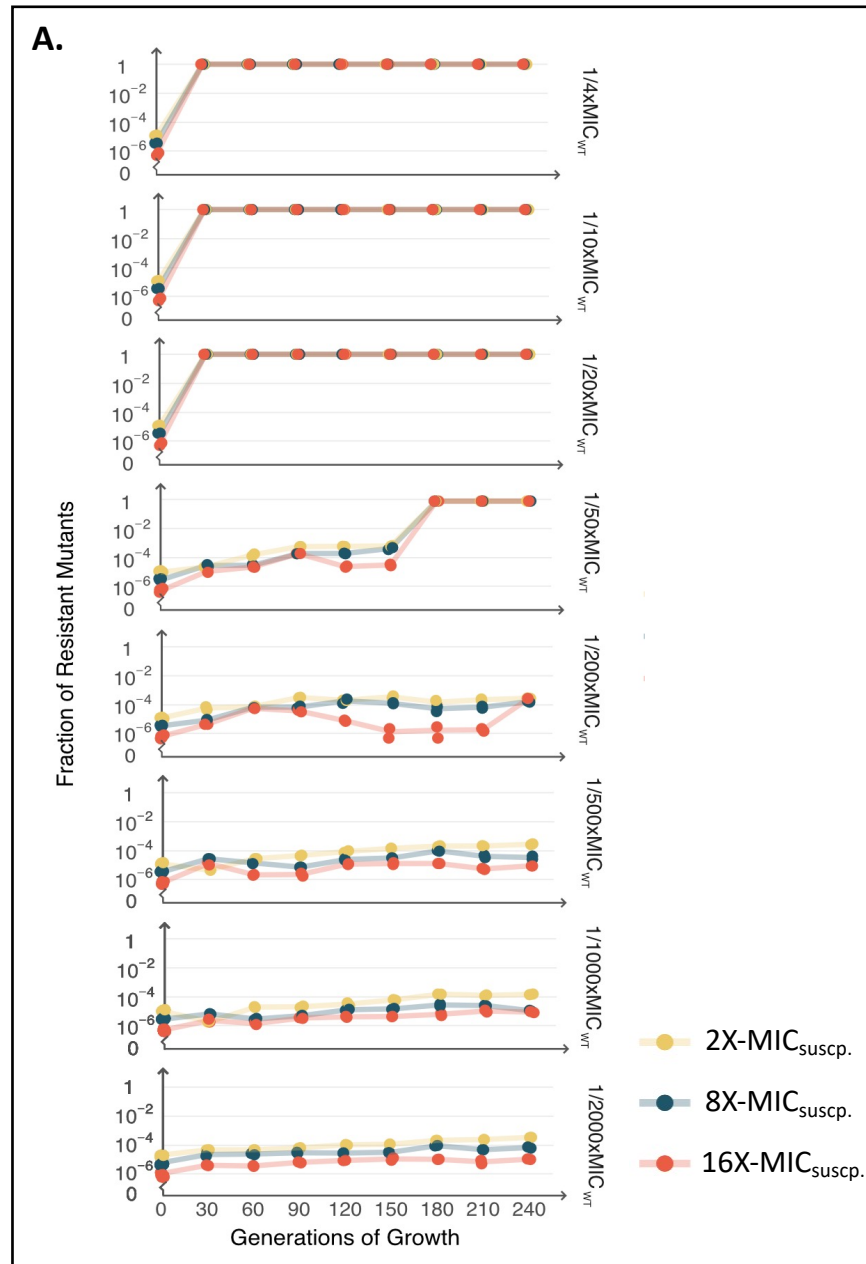 A.
1
10⁻²
10⁻⁴
10⁻⁶
0
1/4xMIC_WT
1
10⁻²
10⁻⁴
10⁻⁶
0
1/10xMIC_WT
1
10⁻²
10⁻⁴
10⁻⁶
0
1/20xMIC_WT
1
10⁻²
10⁻⁴
10⁻⁶
0
1/50xMIC_WT
Fraction of Resistant Mutants
1
10⁻²
10⁻⁴
10⁻⁶
0
1/200xMIC_WT
1
10⁻²
10⁻⁴
10⁻⁶
0
1/500xMIC_WT
1
10⁻²
10⁻⁴
10⁻⁶
0
1/1000xMIC_WT
1
10⁻²
10⁻⁴
10⁻⁶
0
1/2000xMIC_WT
0 30 60 90 120 150 180 210 240
Generations of Growth
2X-MICsuscp.
8X-MICsuscp.
16X-MICsuscp.